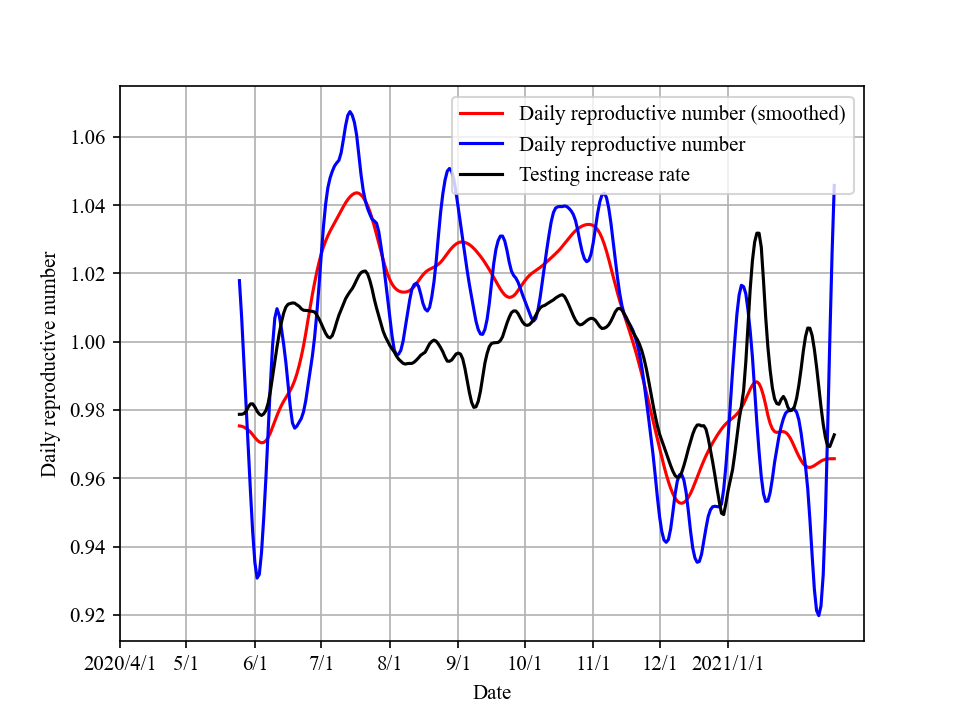 Daily reproductive number (smoothed)
Daily reproductive number
Testing increase rate
1.06
1.04
1.02
1.00
0.98
0.96
0.94
0.92
Daily reproductive number
2020/4/1 5/1 6/1 7/1 8/1 9/1 10/1 11/1 12/1 2021/1/1
Date